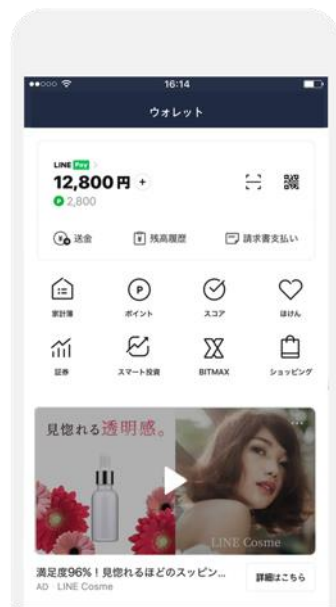 16:14
ウォレット
LINE Pay
12,800円 +
P 2,800
送金 残高履歴 請求書支払い
家計簿 ポイント スコア ほけん
証券 スマート投資 BITMAX ショッピング
見惚れる透明感。
LINE Cosme
満足度96%！見惚れるほどのスッピン...
AD・LINE Cosme
詳細はこちら